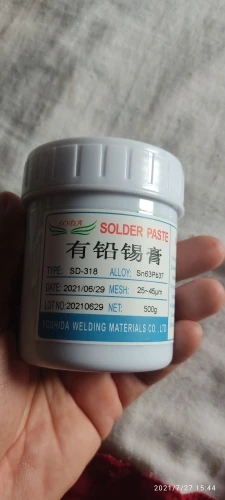 SOLDER PASTE
有铅锡膏
TYPE: SD-318 ALLOY: Sn63Pb37
DATE: 2021/06/29 MESH: 25~45μm
LOT NO: 20210629 NET: 500g
YOSHIDA WELDING MATERIALS CO., LTD
2021/7/27 15:44